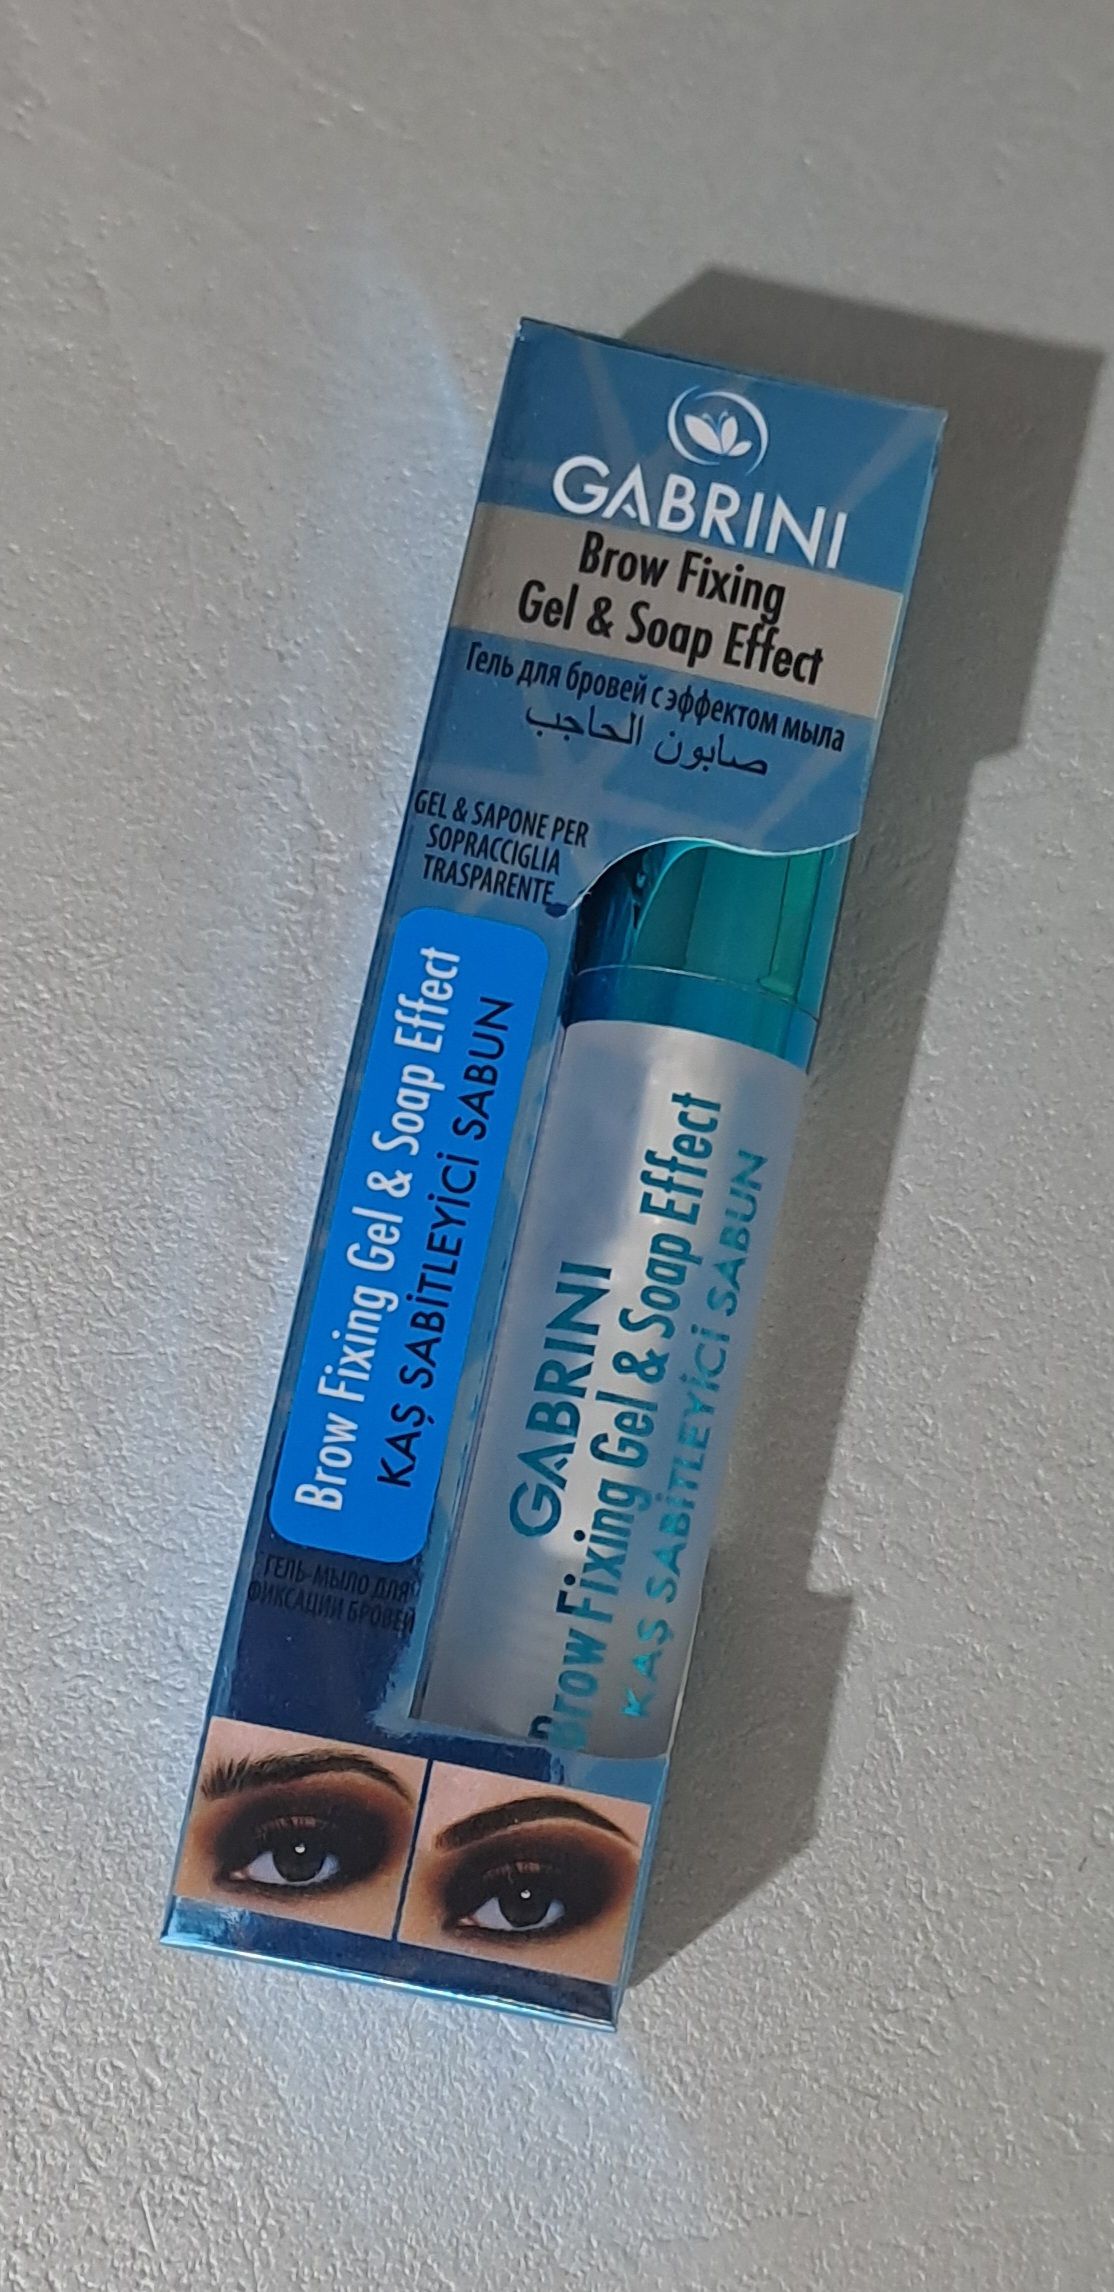 GABRINI
Brow Fixing
Gel & Soap Effect
Гель для бровей с эффектом мыла
صابون الحاجب
GEL & SAPONE PER
SOPRACCIGLIA
TRASPARENTE
Brow Fixing Gel & Soap Effect
KAŞ SABİTLEYİCİ SABUN
ГЕЛЬ-МЫЛО ДЛЯ
ФИКСАЦИИ БРОВЕЙ
GABRINI
Brow Fixing Gel & Soap Effect
KAŞ SABİTLEYİCİ SABUN